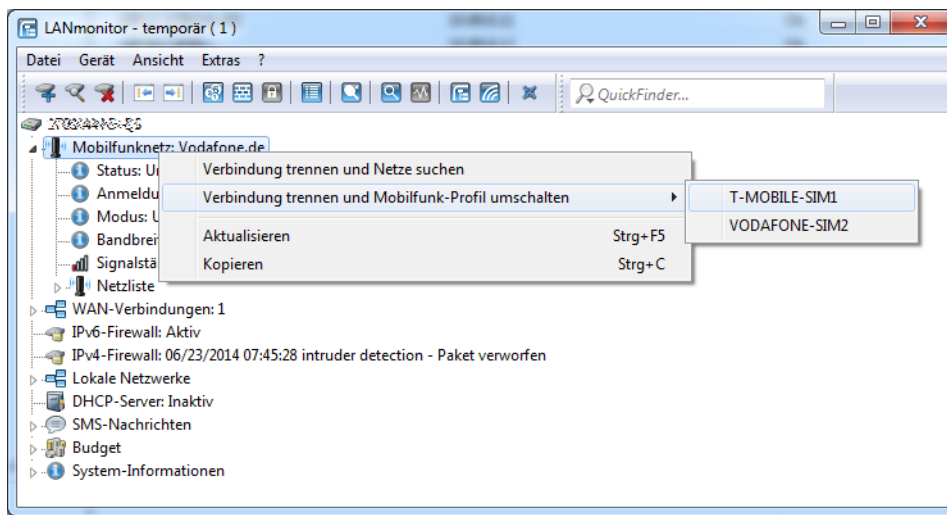 LANmonitor - temporär ( 1 )
Datei Gerät Ansicht Extras ?
QuickFinder...
Mobilfunknetz: Vodafone.de
Status: U
Verbindung trennen und Netze suchen
Anmeldu
Verbindung trennen und Mobilfunk-Profil umschalten
T-MOBILE-SIM1
Modus: U
VODAFONE-SIM2
Bandbrei
Aktualisieren Strg+F5
Signalstä
Kopieren Strg+C
Netzliste
WAN-Verbindungen: 1
IPv6-Firewall: Aktiv
IPv4-Firewall: 06/23/2014 07:45:28 intruder detection - Paket verworfen
Lokale Netzwerke
DHCP-Server: Inaktiv
SMS-Nachrichten
Budget
System-Informationen